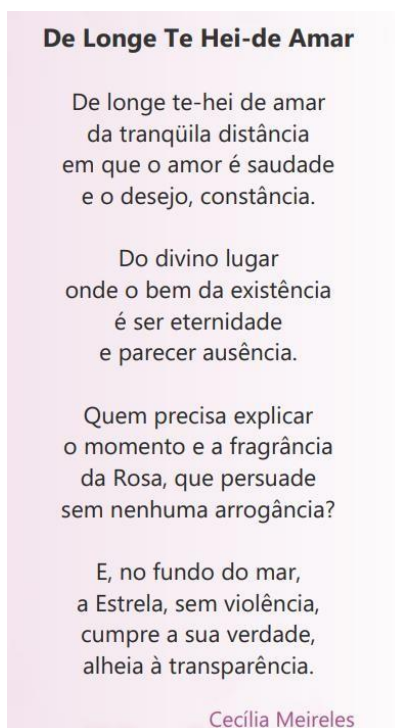 De Longe Te Hei-de Amar
De longe te-hei de amar
da tranqüila distância
em que o amor é saudade
e o desejo, constância.
Do divino lugar
onde o bem da existência
é ser eternidade
e parecer ausência.
Quem precisa explicar
o momento e a fragrância
da Rosa, que persuade
sem nenhuma arrogância?
E, no fundo do mar,
a Estrela, sem violência,
cumpre a sua verdade,
alheia à transparência.
Cecília Meireles